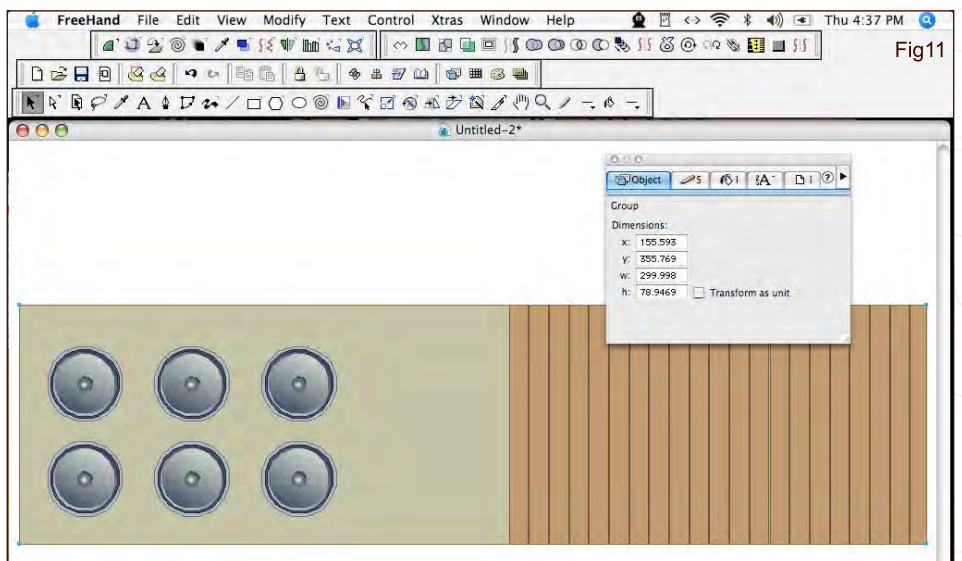 FreeHand File Edit View Modify Text Control Xtras Window Help Thu 4:37 PM
Fig11
Untitled-2*
Object S I A I ?
Group
Dimensions:
x: 155.593
y: 355.769
w: 299.998
h: 78.9469 Transform as unit